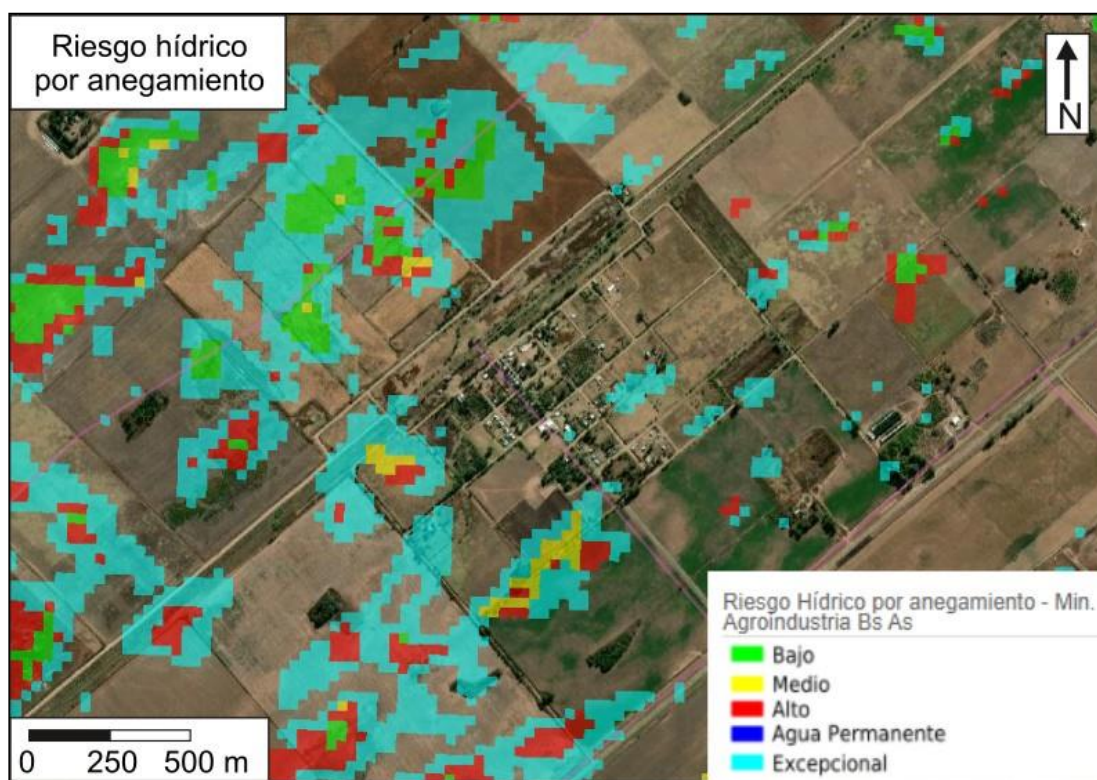 Riesgo hídrico
por anegamiento
N
Riesgo Hídrico por anegamiento - Min.
Agroindustria Bs As
Bajo
Medio
Alto
Agua Permanente
Excepcional
0 250 500 m